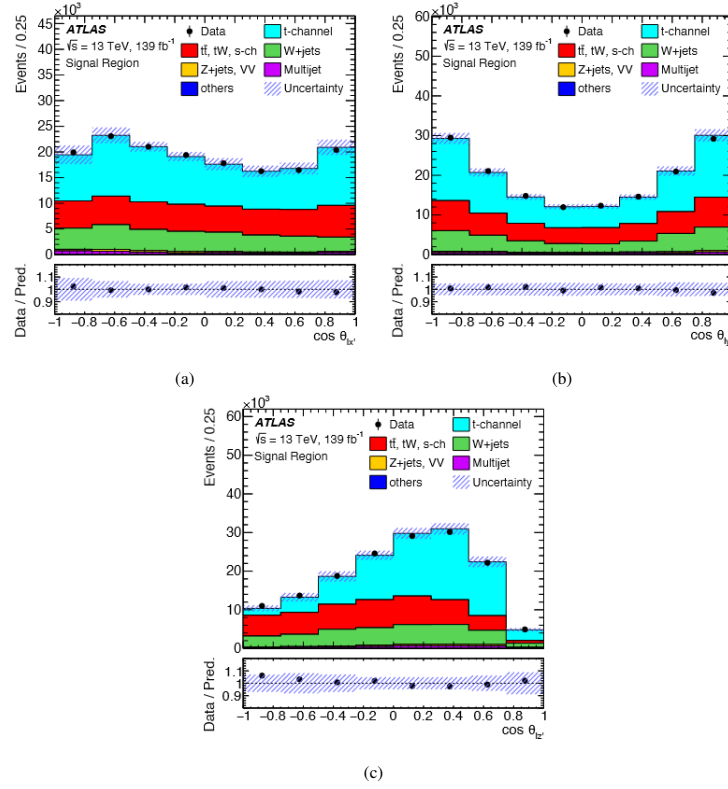 ×10³
Events / 0.25
45
40
35
30
25
20
15
10
5
0
ATLAS
√s = 13 TeV, 139 fb⁻¹
Signal Region
Data
t-channel
tt̄, tW, s-ch
W+jets
Z+jets, VV
Multijet
others
Uncertainty
Data / Pred.
1.1
1
0.9
−1 −0.8 −0.6 −0.4 −0.2 0 0.2 0.4 0.6 0.8 1
cos θlx'
(a)
×10³
Events / 0.25
60
50
40
30
20
10
0
ATLAS
√s = 13 TeV, 139 fb⁻¹
Signal Region
Data
t-channel
tt̄, tW, s-ch
W+jets
Z+jets, VV
Multijet
others
Uncertainty
Data / Pred.
1.1
1
0.9
−1 −0.8 −0.6 −0.4 −0.2 0 0.2 0.4 0.6 0.8
cos θ
(b)
×10³
Events / 0.25
60
50
40
30
20
10
0
ATLAS
√s = 13 TeV, 139 fb⁻¹
Signal Region
Data
t-channel
tt̄, tW, s-ch
W+jets
Z+jets, VV
Multijet
others
Uncertainty
Data / Pred.
1.1
1
0.9
−1 −0.8 −0.6 −0.4 −0.2 0 0.2 0.4 0.6 0.8 1
cos θlz'
(c)